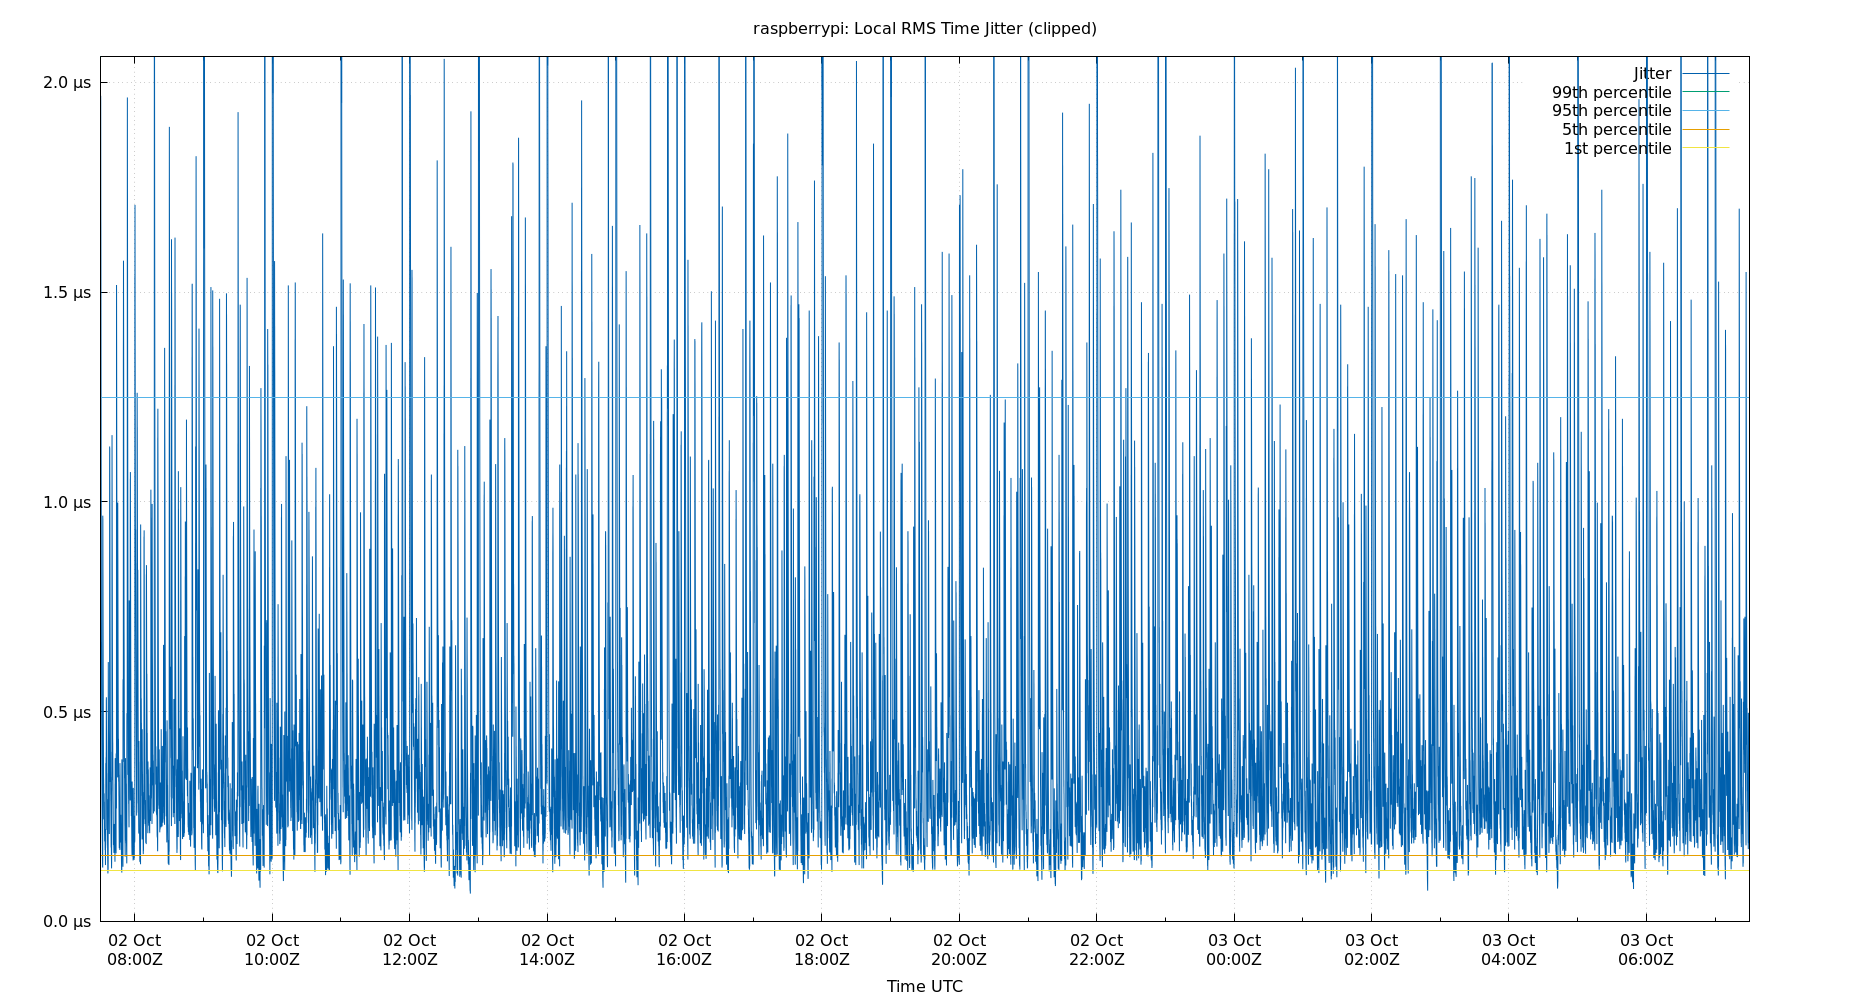 raspberrypi: Local RMS Time Jitter (clipped)
2.0 μs
1.5 μs
1.0 μs
0.5 μs
0.0 μs
Jitter
99th percentile
95th percentile
5th percentile
1st percentile
02 Oct 02 Oct 02 Oct 02 Oct 02 Oct 02 Oct 02 Oct 02 Oct 03 Oct 03 Oct 03 Oct 03 Oct
08:00Z 10:00Z 12:00Z 14:00Z 16:00Z 18:00Z 20:00Z 22:00Z 00:00Z 02:00Z 04:00Z 06:00Z
Time UTC